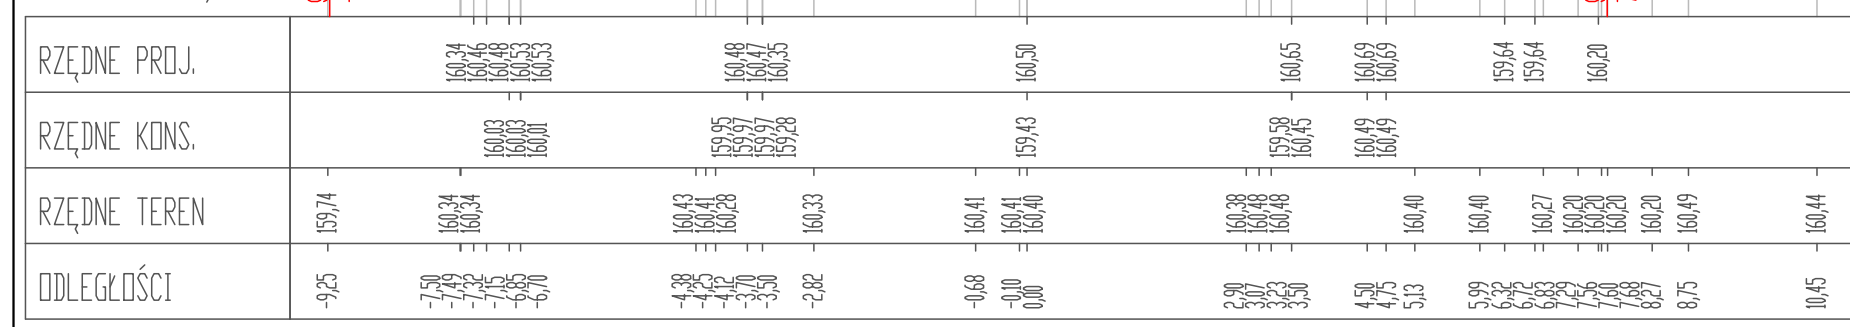 RZĘDNE PROJ. 160,34 160,46 160,48 160,53 160,53 160,48 160,47 160,35 160,50 160,65 160,69 160,69 159,64 159,64 160,20
RZĘDNE KONS. 160,03 160,03 160,01 159,95 159,97 159,97 159,28 159,43 159,58 160,45 160,49 160,49
RZĘDNE TEREN 159,74 160,34 160,34 160,43 160,41 160,28 160,33 160,41 160,41 160,40 160,38 160,48 160,48 160,40 160,40 160,27 160,20 160,20 160,20 160,20 160,49 160,44
ODLEGŁOŚCI -9,25 -7,50 -7,49 -7,32 -7,15 -6,85 -6,70 -4,38 -4,25 -4,12 -3,70 -3,50 -2,82 -0,68 -0,10 0,00 2,90 3,07 3,23 3,50 4,50 4,75 5,13 5,99 6,32 6,72 6,83 7,29 7,56 7,60 7,68 8,27 8,75 10,45